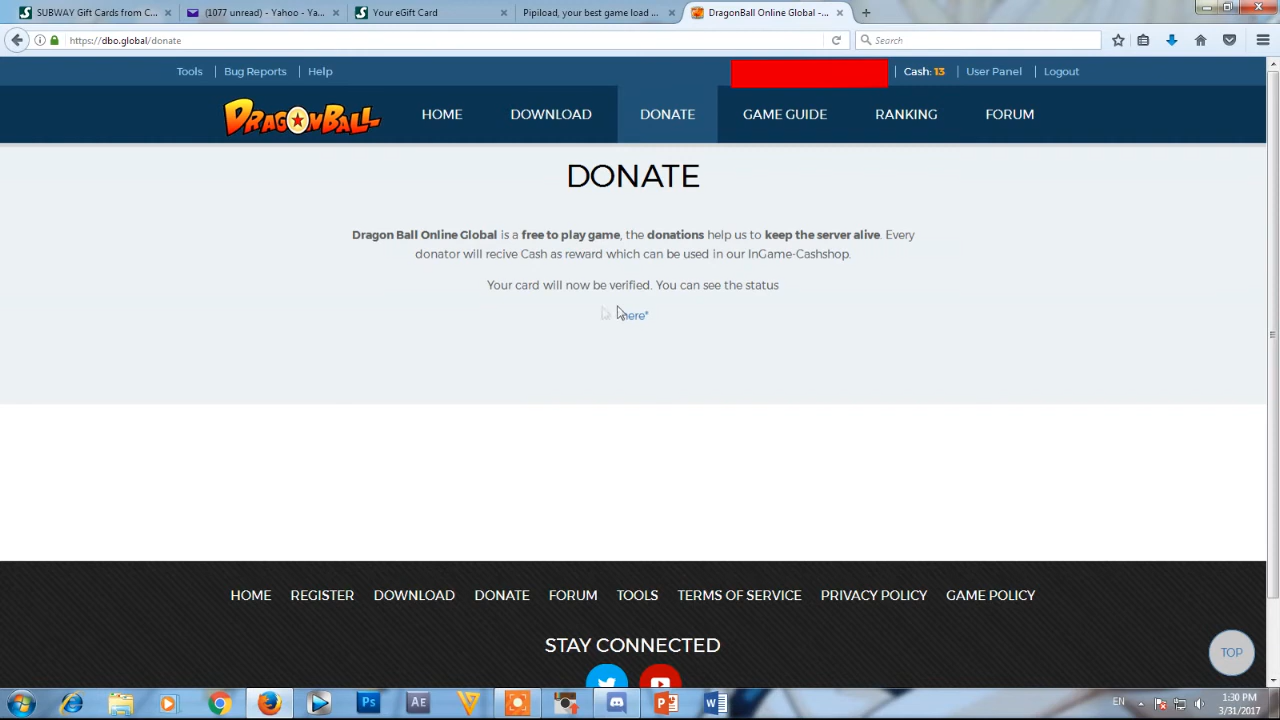 SUBWAY Gift Cards from C...
(1077 unread) - Yahoo - Ya...
Your eGift Card
Pipiload, your best game load ...
DragonBall Online Global -...
https://dbo.global/donate
Search
Tools
Bug Reports
Help
Cash: 13
User Panel
Logout
DRAGONBALL
HOME
DOWNLOAD
DONATE
GAME GUIDE
RANKING
FORUM
DONATE
Dragon Ball Online Global is a free to play game, the donations help us to keep the server alive. Every
donator will recive Cash as reward which can be used in our InGame-Cashshop.
Your card will now be verified. You can see the status
here*
HOME
REGISTER
DOWNLOAD
DONATE
FORUM
TOOLS
TERMS OF SERVICE
PRIVACY POLICY
GAME POLICY
STAY CONNECTED
TOP
Ps
Ae
EN
1:30 PM
3/31/2017